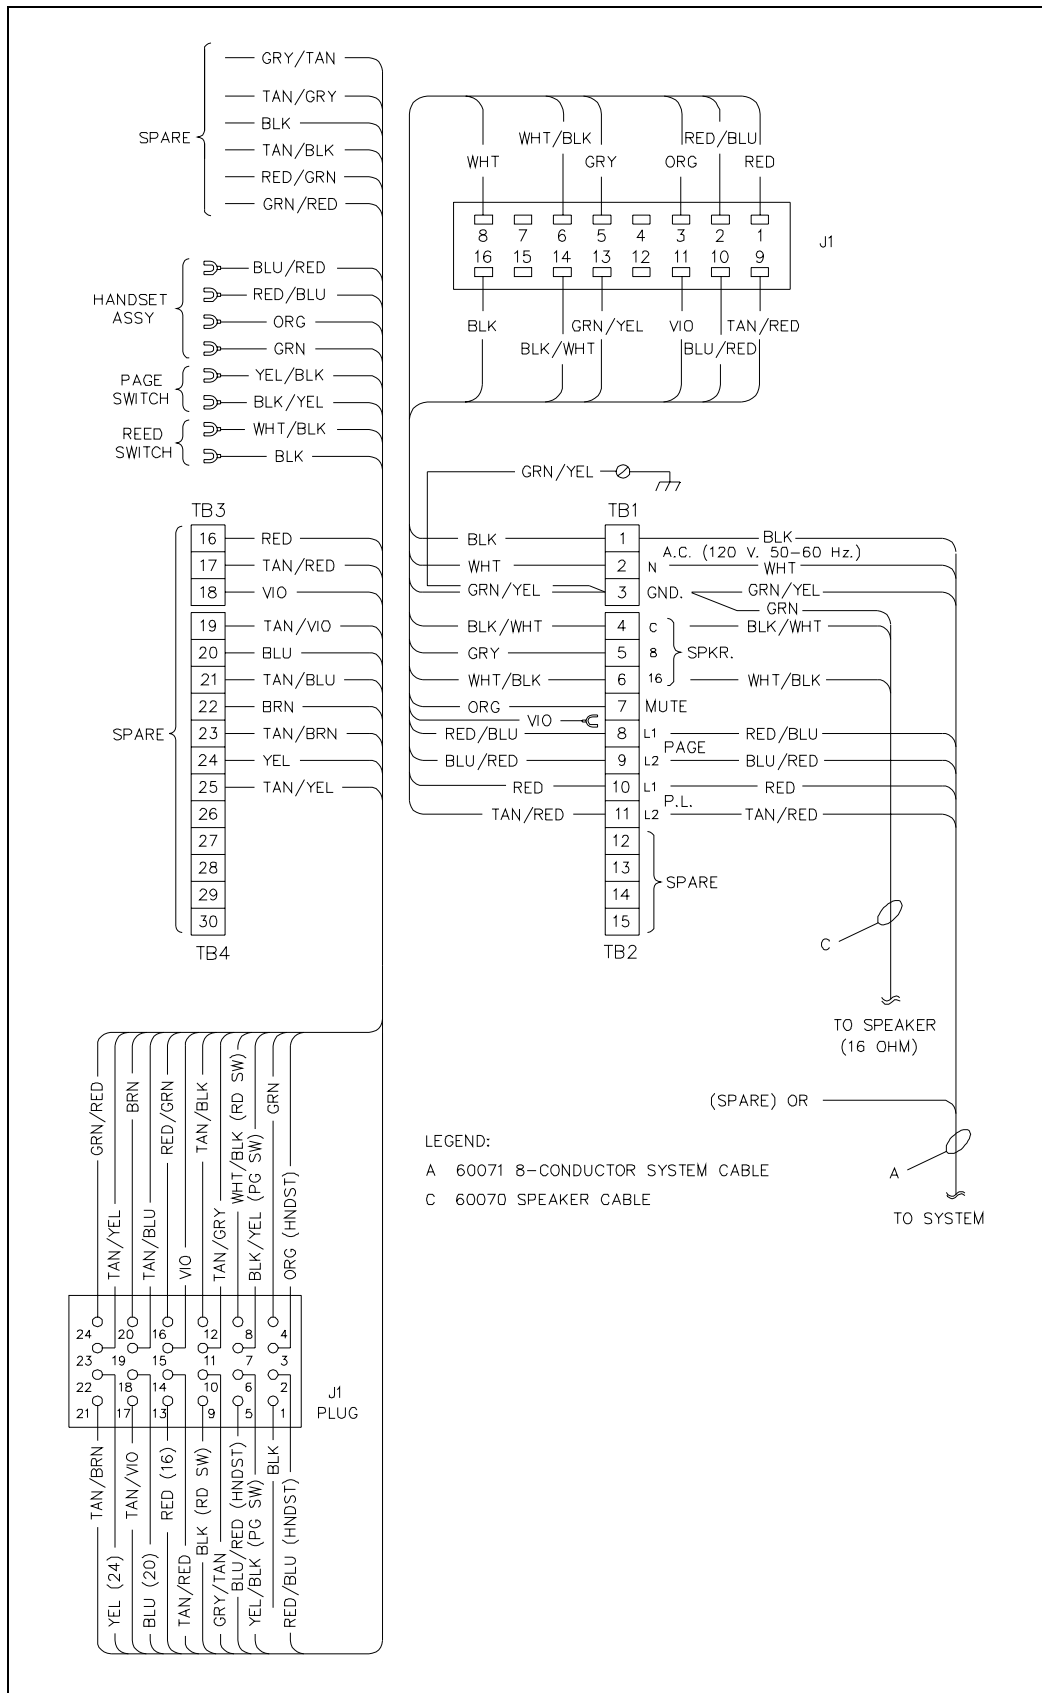 GRY/TAN
TAN/GRY
BLK
TAN/BLK
RED/GRN
GRN/RED
SPARE
BLU/RED
RED/BLU
ORG
GRN
HANDSET
ASSY
YEL/BLK
BLK/YEL
PAGE
SWITCH
WHT/BLK
BLK
REED
SWITCH
WHT/BLK RED/BLU
WHT GRY ORG RED
8 7 6 5 4 3 2 1
16 15 14 13 12 11 10 9
J1
BLK GRN/YEL VIO TAN/RED
BLK/WHT BLU/RED
GRN/YEL
TB3
16 RED
17 TAN/RED
18 VIO
19 TAN/VIO
20 BLU
21 TAN/BLU
22 BRN
23 TAN/BRN
24 YEL
25 TAN/YEL
26
27
28
29
30
SPARE
TB4
TB1
BLK 1 BLK
A.C. (120 V. 50-60 Hz.)
WHT 2 N WHT
GRN/YEL 3 GND. GRN/YEL
GRN
BLK/WHT 4 C BLK/WHT
GRY 5 8 SPKR.
WHT/BLK 6 16 WHT/BLK
ORG 7 MUTE
VIO
RED/BLU 8 L1 RED/BLU
PAGE
BLU/RED 9 L2 BLU/RED
RED 10 L1 RED
P.L.
TAN/RED 11 L2 TAN/RED
12
13
14
15
SPARE
TB2
C
TO SPEAKER
(16 OHM)
(SPARE) OR
A
TO SYSTEM
LEGEND:
A 60071 8-CONDUCTOR SYSTEM CABLE
C 60070 SPEAKER CABLE
GRN/RED
TAN/YEL
BRN
TAN/BLU
RED/GRN
VIO
TAN/BLK
TAN/GRY
WHT/BLK (RD SW)
BLK/YEL (PG SW)
GRN
ORG (HNDST)
24 20 16 12 8 4
23 19 15 11 7 3
22 18 14 10 6 2
21 17 13 9 5 1
J1
PLUG
TAN/BRN
YEL (24)
TAN/VIO
BLU (20)
RED (16)
TAN/RED
BLK (RD SW)
GRY/TAN
BLU/RED (HNDST)
YEL/BLK (PG SW)
BLK
RED/BLU (HNDST)